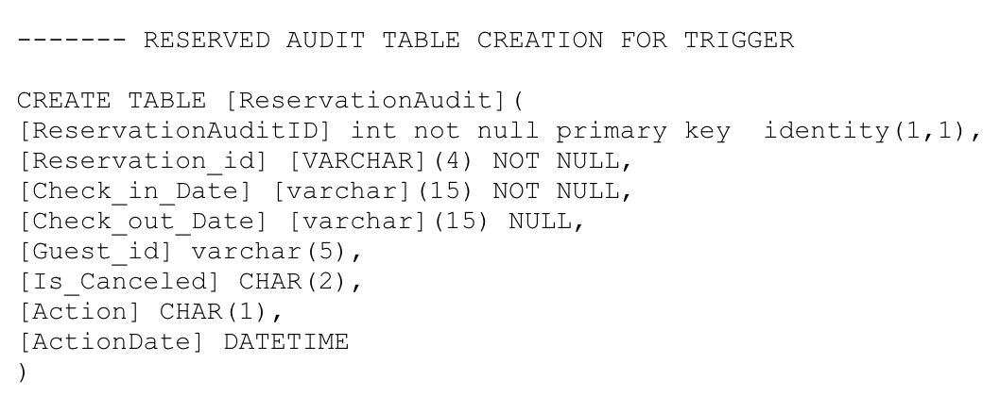 ------- RESERVED AUDIT TABLE CREATION FOR TRIGGER
CREATE TABLE [ReservationAudit](
[ReservationAuditID] int not null primary key  identity(1,1),
[Reservation_id] [VARCHAR](4) NOT NULL,
[Check_in_Date] [varchar](15) NOT NULL,
[Check_out_Date] [varchar](15) NULL,
[Guest_id] varchar(5),
[Is_Canceled] CHAR(2),
[Action] CHAR(1),
[ActionDate] DATETIME
)